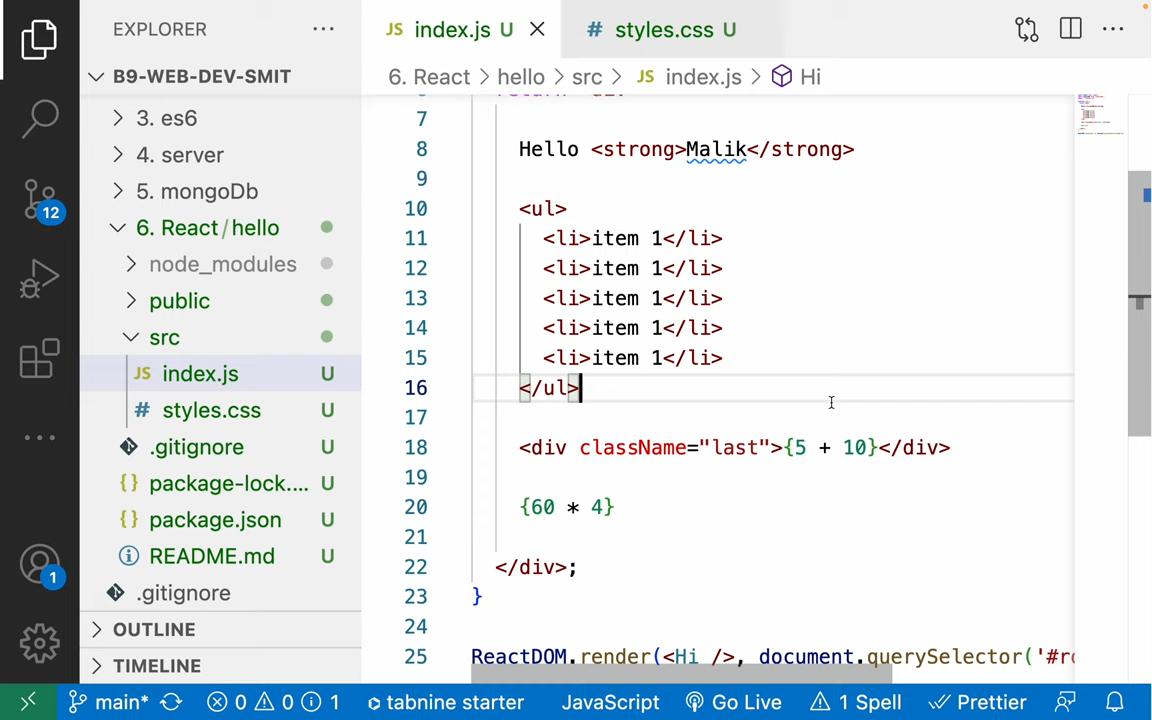 EXPLORER
B9-WEB-DEV-SMIT
3. es6
4. server
5. mongoDb
6. React / hello
node_modules
public
src
JS index.js U
# styles.css U
.gitignore U
{} package-lock.... U
{} package.json U
README.md U
.gitignore
OUTLINE
TIMELINE
12
1
JS index.js U
# styles.css U
6. React > hello > src > JS index.js > Hi
7
8 Hello <strong>Malik</strong>
9
10 <ul>
11 <li>item 1</li>
12 <li>item 1</li>
13 <li>item 1</li>
14 <li>item 1</li>
15 <li>item 1</li>
16 </ul>
17
18 <div className="last">{5 + 10}</div>
19
20 {60 * 4}
21
22 </div>;
23 }
24
25 ReactDOM.render(<Hi />, document.querySelector('#ro
main* 0 0 1 tabnine starter JavaScript Go Live 1 Spell Prettier